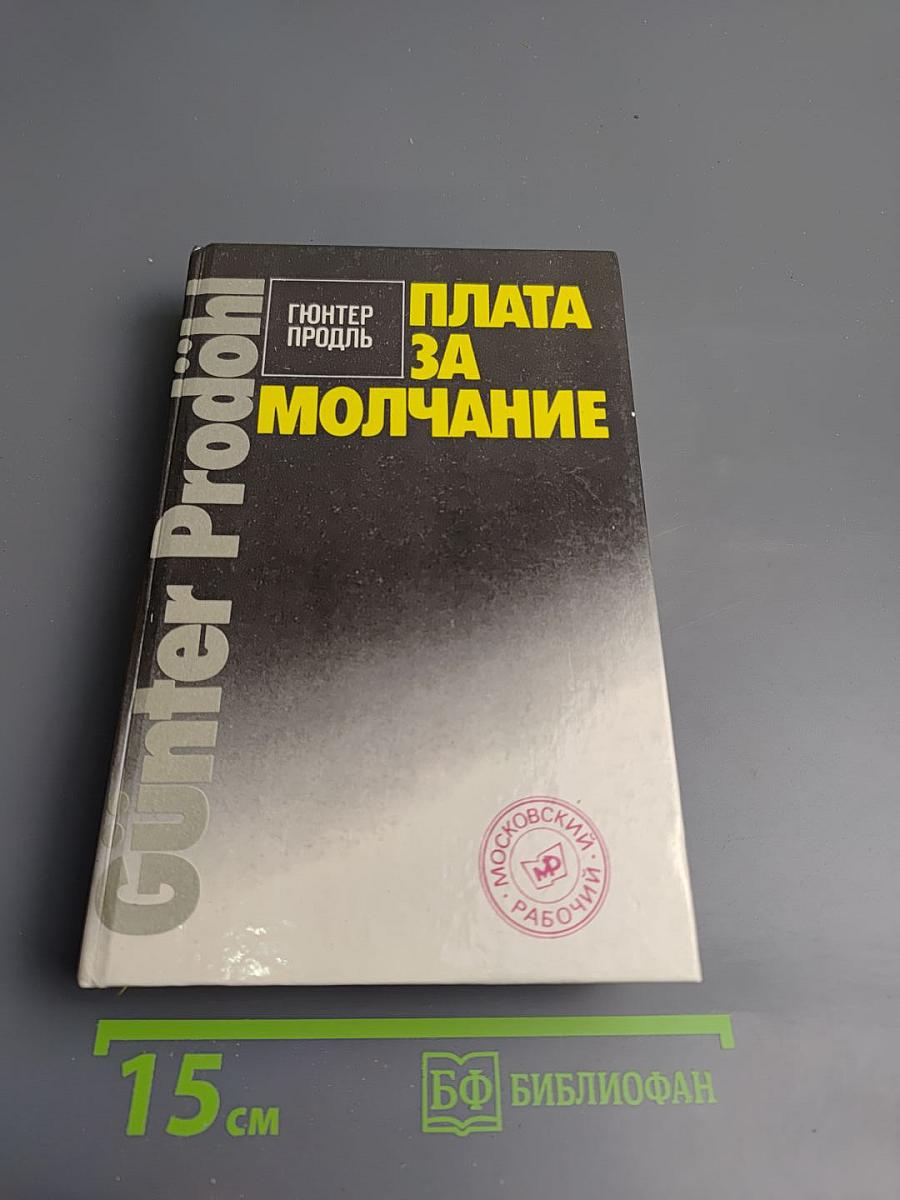 Günter Prodöhl
ГЮНТЕР
ПРОДЛЬ
ПЛАТА
ЗА
МОЛЧАНИЕ
МОСКОВСКИЙ
МР
РАБОЧИЙ
15 см
БФ БИБЛИОФАН